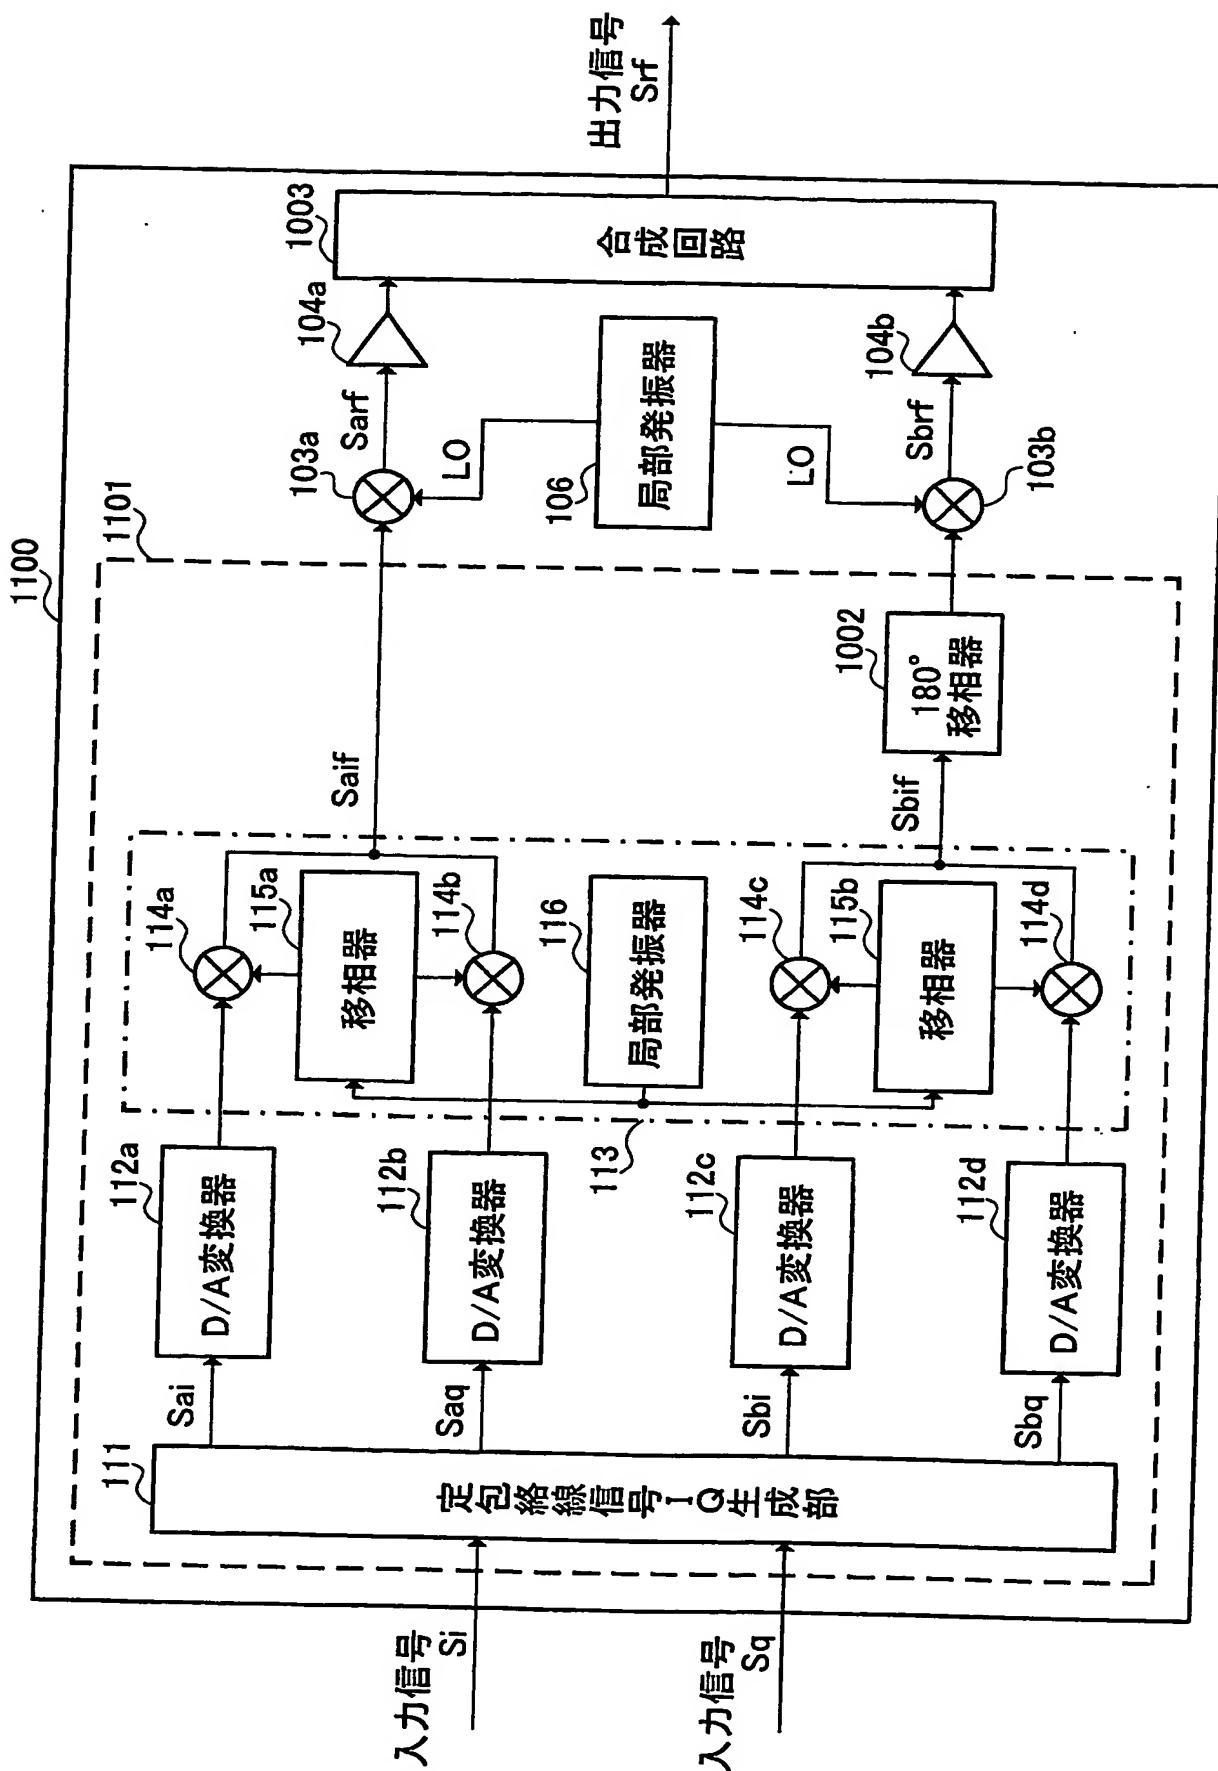 1100
1101
入力信号
Si
入力信号
Sq
111
定包絡線信号IQ生成部
Sai
Saq
Sbi
Sbq
112a
D/A変換器
112b
D/A変換器
112c
D/A変換器
112d
D/A変換器
113
114a
115a
移相器
114b
116
局部発振器
114c
115b
移相器
114d
Saif
Sbif
1002
180°
移相器
103a
LO
106
局部発振器
LO
103b
Sarf
Sbrf
104a
104b
1003
合成回路
出力信号
Srf